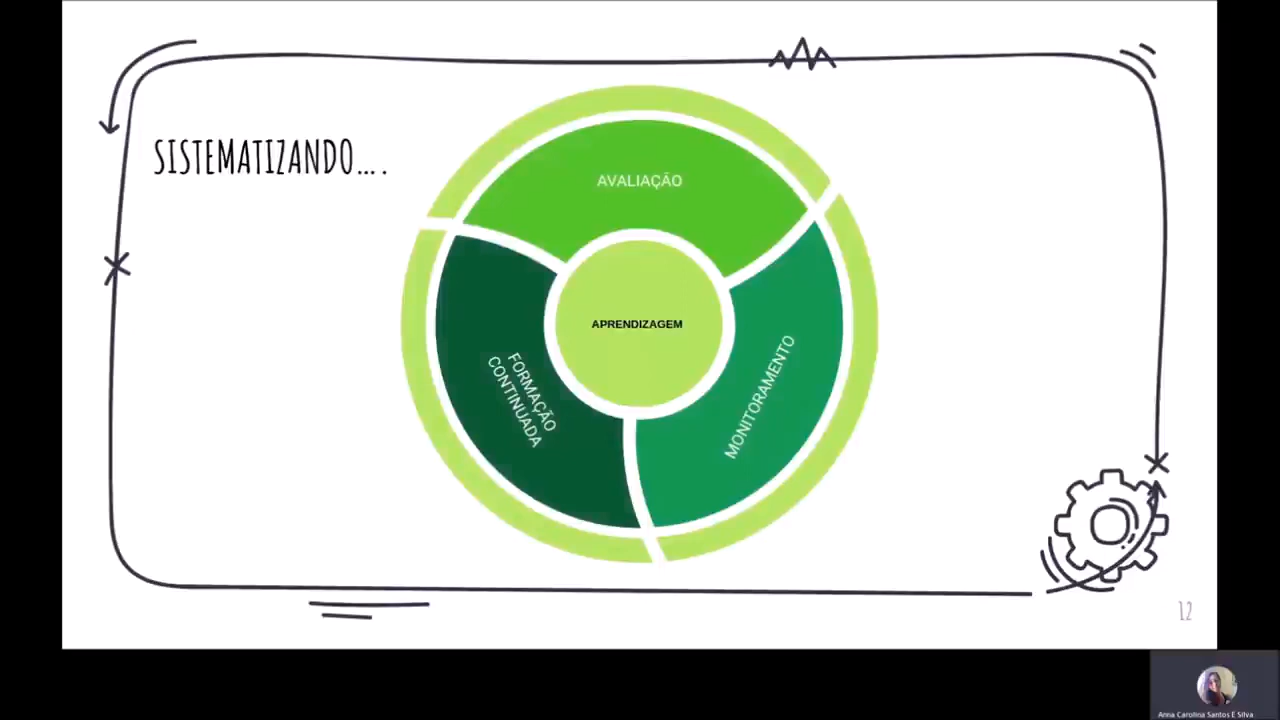 SISTEMATIZANDO....
AVALIAÇÃO
APRENDIZAGEM
MONITORAMENTO
FORMAÇÃO
CONTINUADA
12
Anna Carolina Santos E Silva